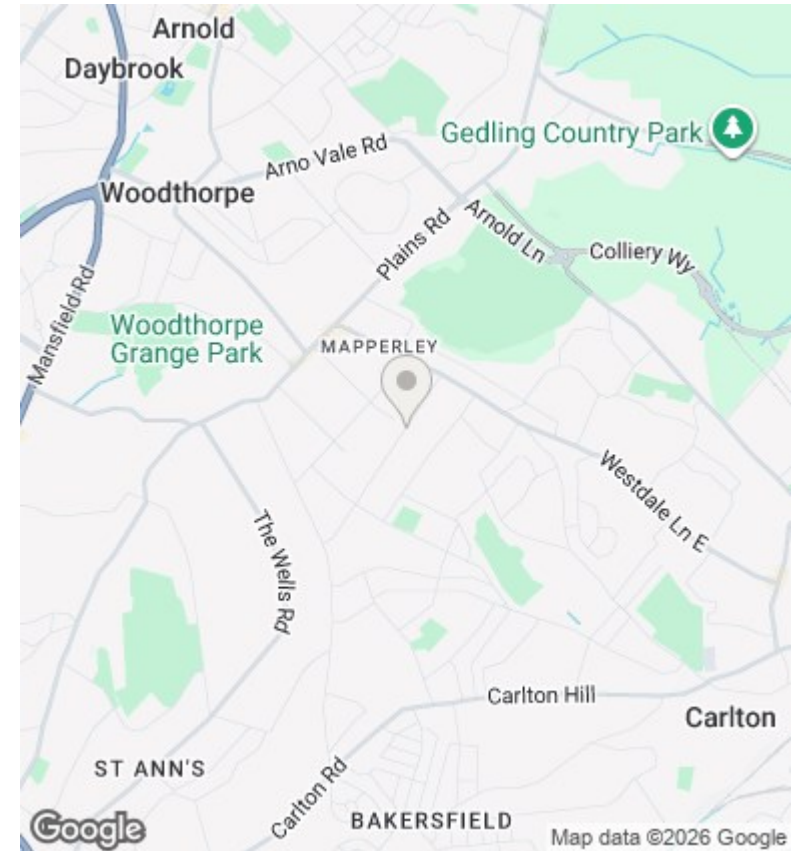 Arnold
Daybrook
Gedling Country Park
Arno Vale Rd
Woodthorpe
Plains Rd
Arnold Ln
Colliery Wy
Mansfield Rd
Woodthorpe
Grange Park
MAPPERLEY
Westdale Ln E
The Wells Rd
Carlton Hill
Carlton
ST ANN'S
Carlton Rd
BAKERSFIELD
Google
Map data ©2026 Google